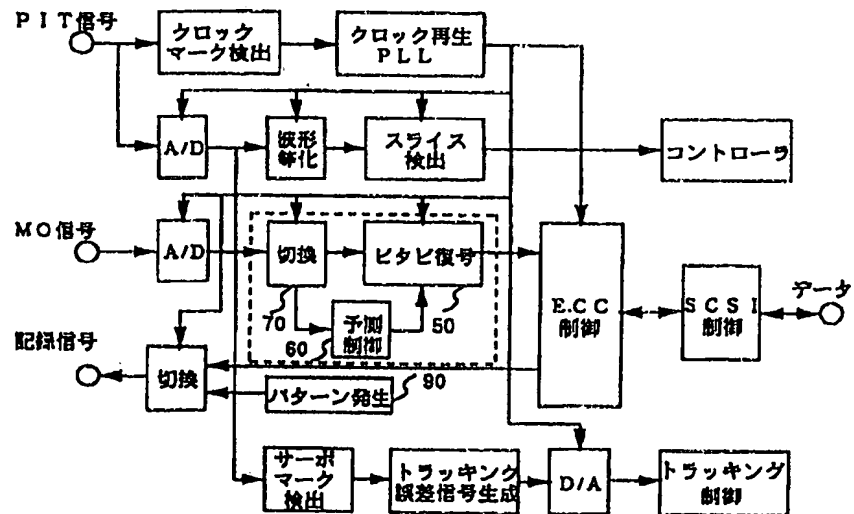 PIT信号
クロック
マーク検出
クロック再生
PLL
A/D
波形
等化
スライス
検出
コントローラ
MO信号
A/D
切換
ビタビ復号
70
予測
制御
60
50
E.CC
制御
SCSI
制御
データ
記録信号
切換
パターン発生
90
サーボ
マーク
検出
トラッキング
誤差信号生成
D/A
トラッキング
制御